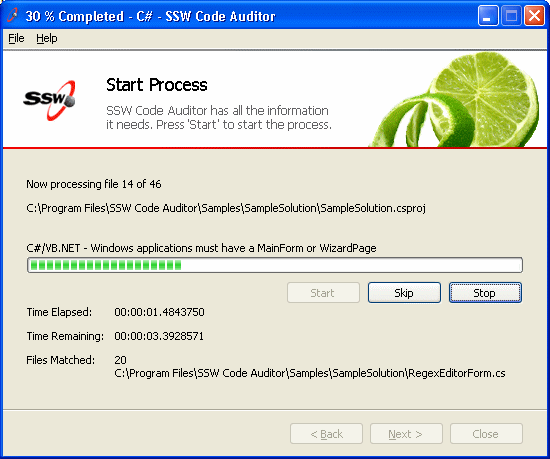 30 % Completed - C# - SSW Code Auditor
File Help
SSW
Start Process
SSW Code Auditor has all the information
it needs. Press 'Start' to start the process.
Now processing file 14 of 46
C:\Program Files\SSW Code Auditor\Samples\SampleSolution\SampleSolution.csproj
C#/VB.NET - Windows applications must have a MainForm or WizardPage
Start Skip Stop
Time Elapsed: 00:00:01.4843750
Time Remaining: 00:00:03.3928571
Files Matched: 20
C:\Program Files\SSW Code Auditor\Samples\SampleSolution\RegexEditorForm.cs
< Back Next > Close